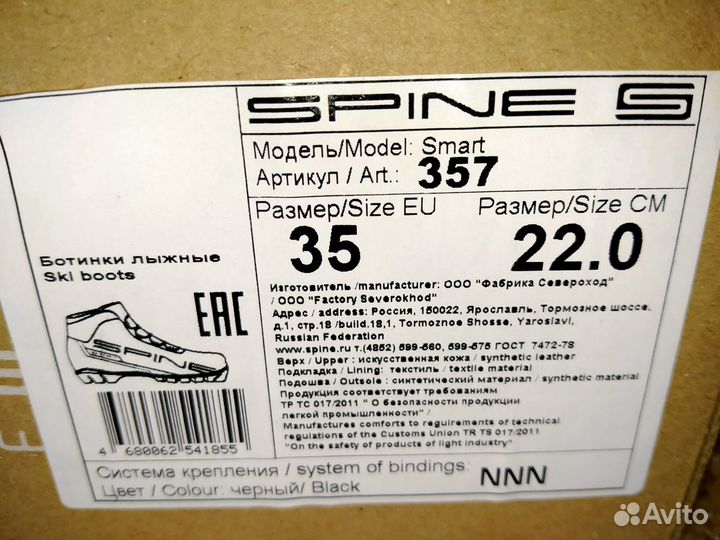 SPINE S
Модель/Model: Smart
Артикул / Art.: 357
Размер/Size EU Размер/Size CM
35 22.0
Ботинки лыжные
Ski boots
EAC
SPINE
Изготовитель /manufacturer: ООО "Фабрика Североход"
/ ООО "Factory Severokhod"
Адрес / address: Россия, 150022, Ярославль, Тормозное шоссе,
д.1, стр.18 /build.18,1, Tormoznoe Shosse, Yaroslavl,
Russian Federation
www.spine.ru т.(4852) 599-560, 599-575 ГОСТ 7472-78
Верх / Upper : искусственная кожа / synthetic leather
Подкладка / Lining: текстиль / textile material
Подошва / Outsole : синтетический материал / synthetic material
Продукция соответствует требованиям
ТР ТС 017/2011 " О безопасности продукции
легкой промышленности" /
Manufactures comforts to reguirements of technical
regulations of the Customs Union TR TS 017/2011
"On the safety of products of light industry"
4 680062 541855
Система крепления / system of bindings: NNN
Цвет / Colour: черный/ Black
Avito